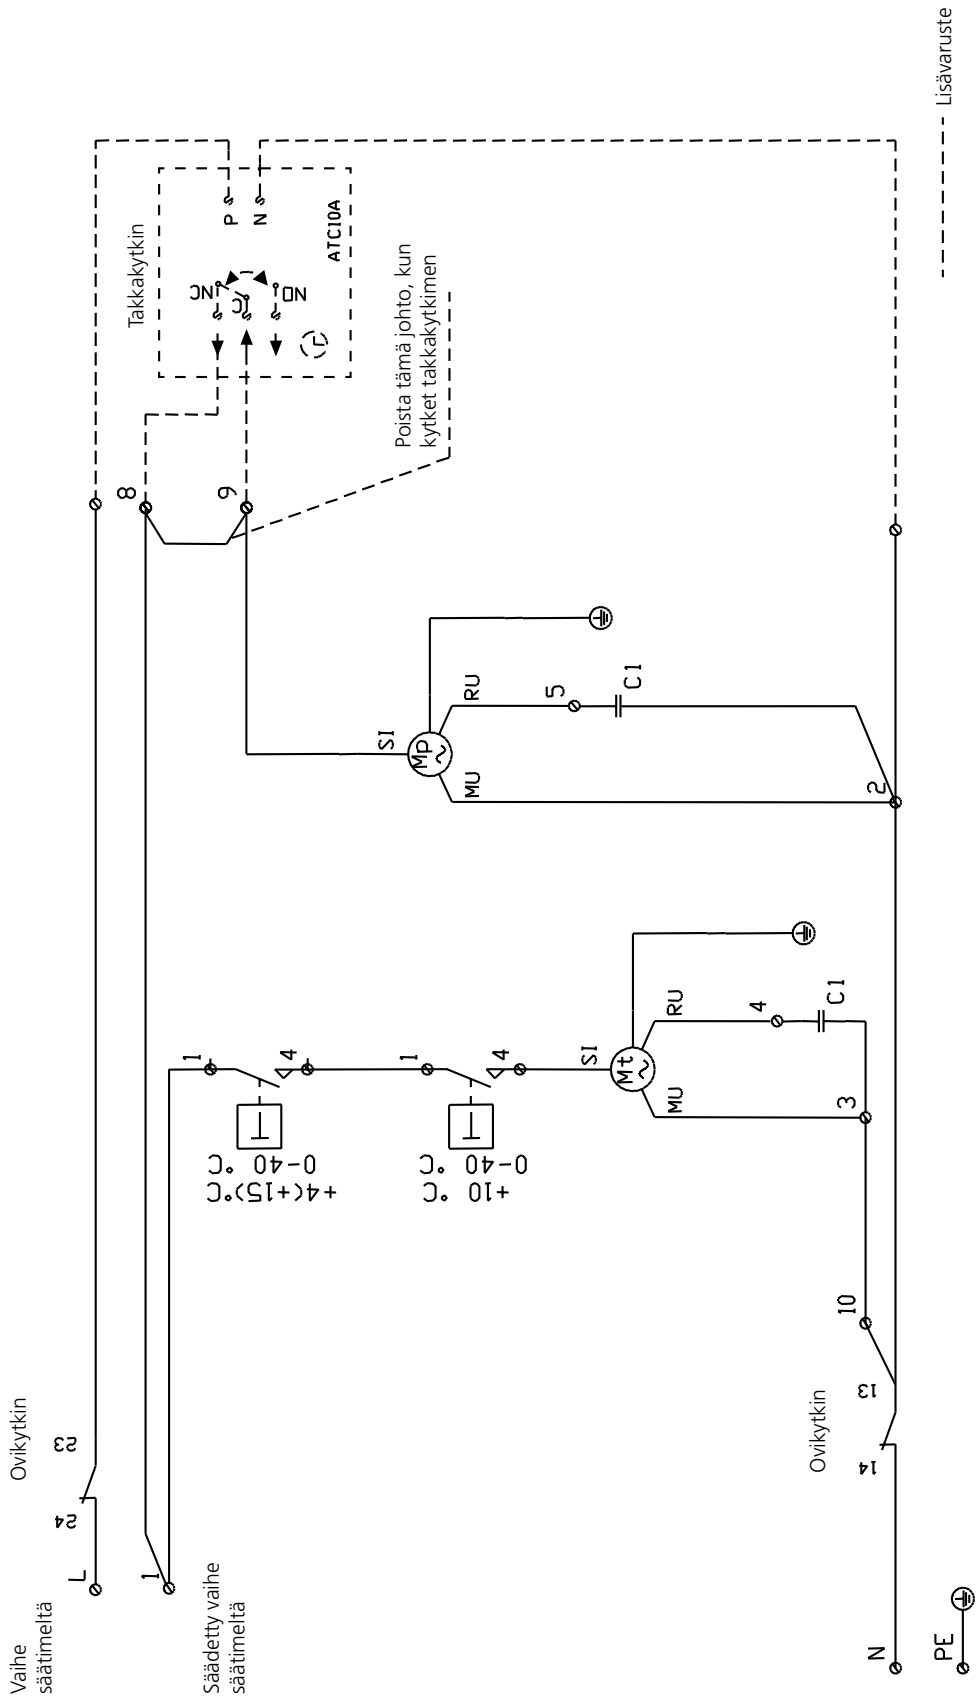 Vaihe
säätimeltä
L
24
23
Ovikytkin
1
Säädetty vaihe
säätimeltä
8
9
Takkakytkin
NC
C
NO
L
P
N
ATC10A
Poista tämä johto, kun
kytket takkakytkimen
1
4
0-40 °C
+4(+15)°C
1
4
0-40 °C
+10 °C
SI
Mt
MU
RU
4
C1
3
10
SI
Mp
MU
RU
5
C1
2
Ovikytkin
13
14
N
PE
Lisävaruste